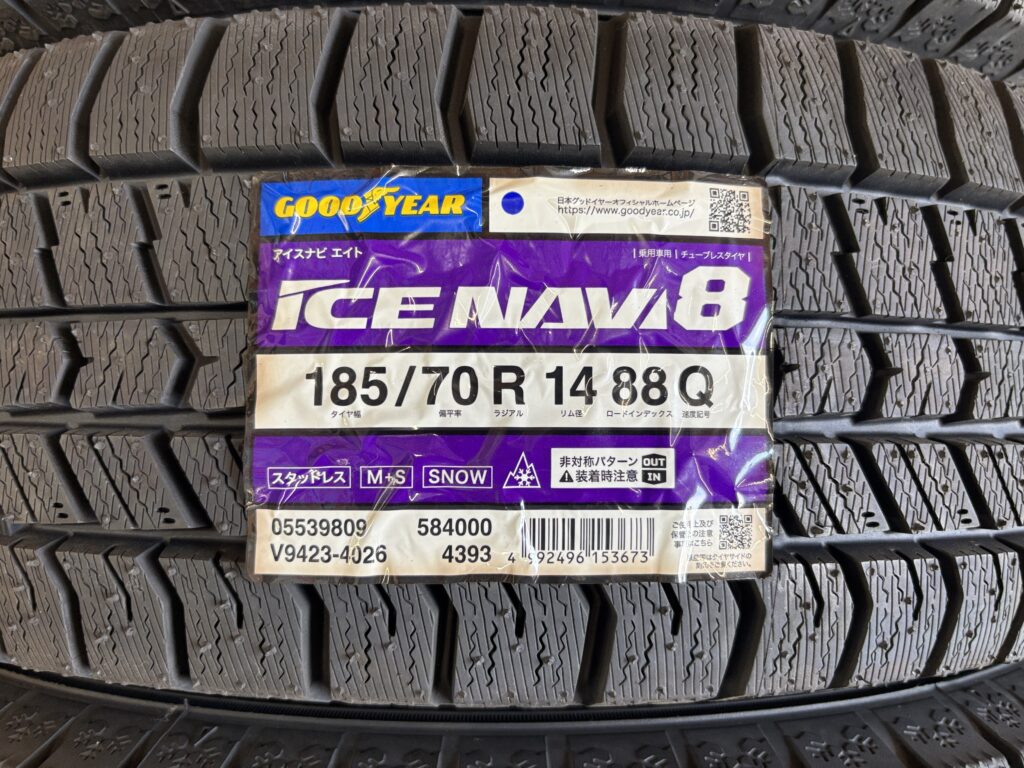 GOODYEAR
日本グッドイヤーオフィシャルホームページ
https://www.goodyear.co.jp/
アイスナビ エイト
乗用車用 チューブレスタイヤ
ICE NAVI 8
185/70 R 14 88 Q
タイヤ幅 偏平率 ラジアル リム径 ロードインデックス 速度記号
スタッドレス M+S SNOW
非対称パターン OUT
装着時注意 IN
05539809 584000
V9423-4026 4393
4 992496 153673